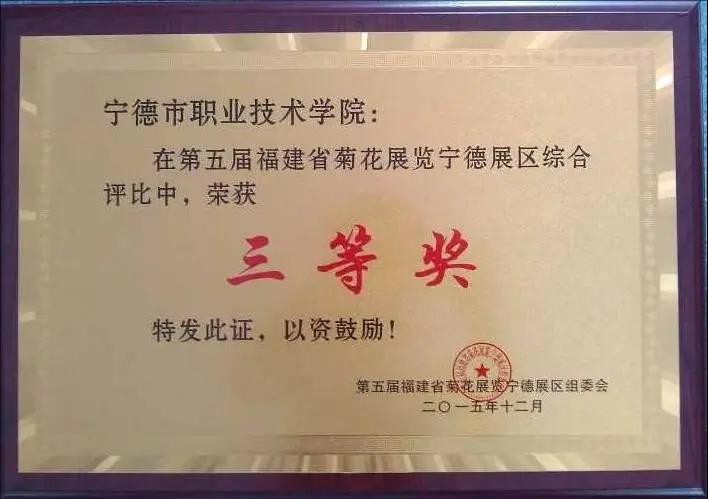 宁德市职业技术学院：
在第五届福建省菊花展览宁德展区综合
评比中，荣获
三等奖
特发此证，以资鼓励！
第五届福建省菊花展览宁德展区组委会
二〇一五年十二月